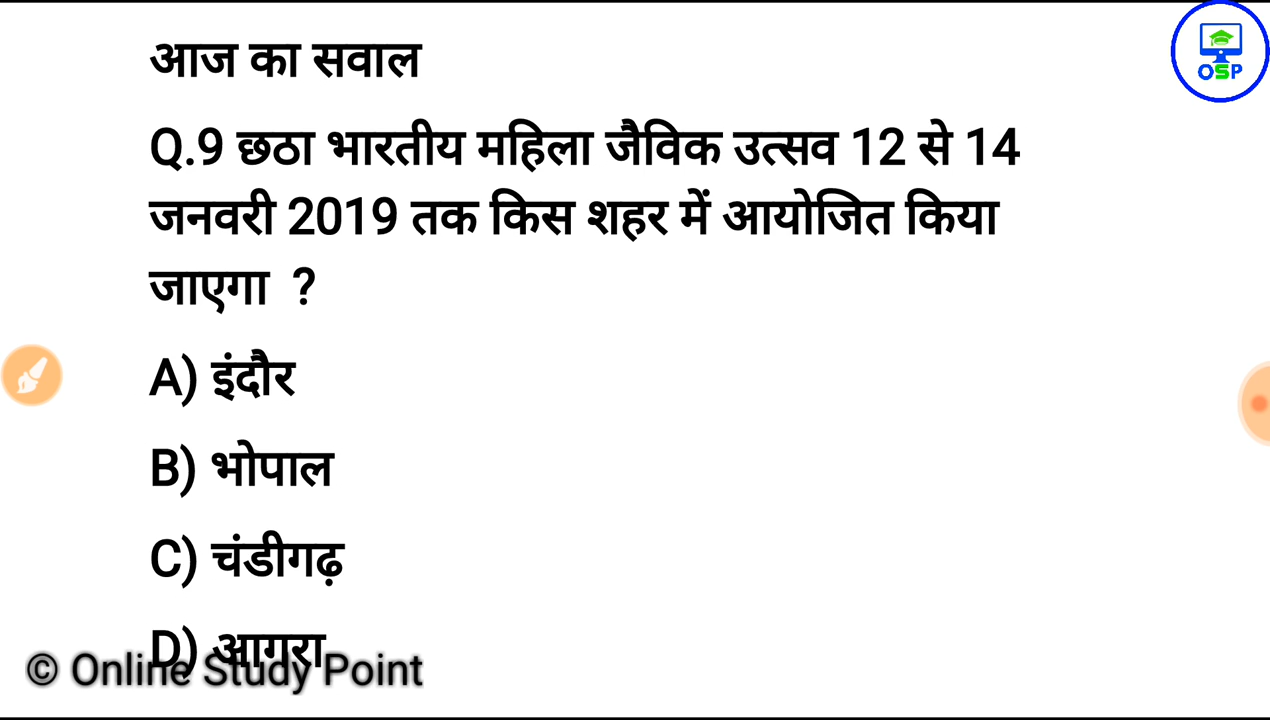 आज का सवाल
OSP
Q.9 छठा भारतीय महिला जैविक उत्सव 12 से 14
जनवरी 2019 तक किस शहर में आयोजित किया
जाएगा ?
A) इंदौर
B) भोपाल
C) चंडीगढ़
D) आगरा
© Online Study Point